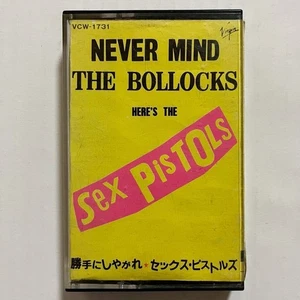 VCW-1731
Virgin
NEVER MIND
THE BOLLOCKS
HERE'S THE
Sex PiSTOLS
勝手にしやがれ★セックス・ピストルズ